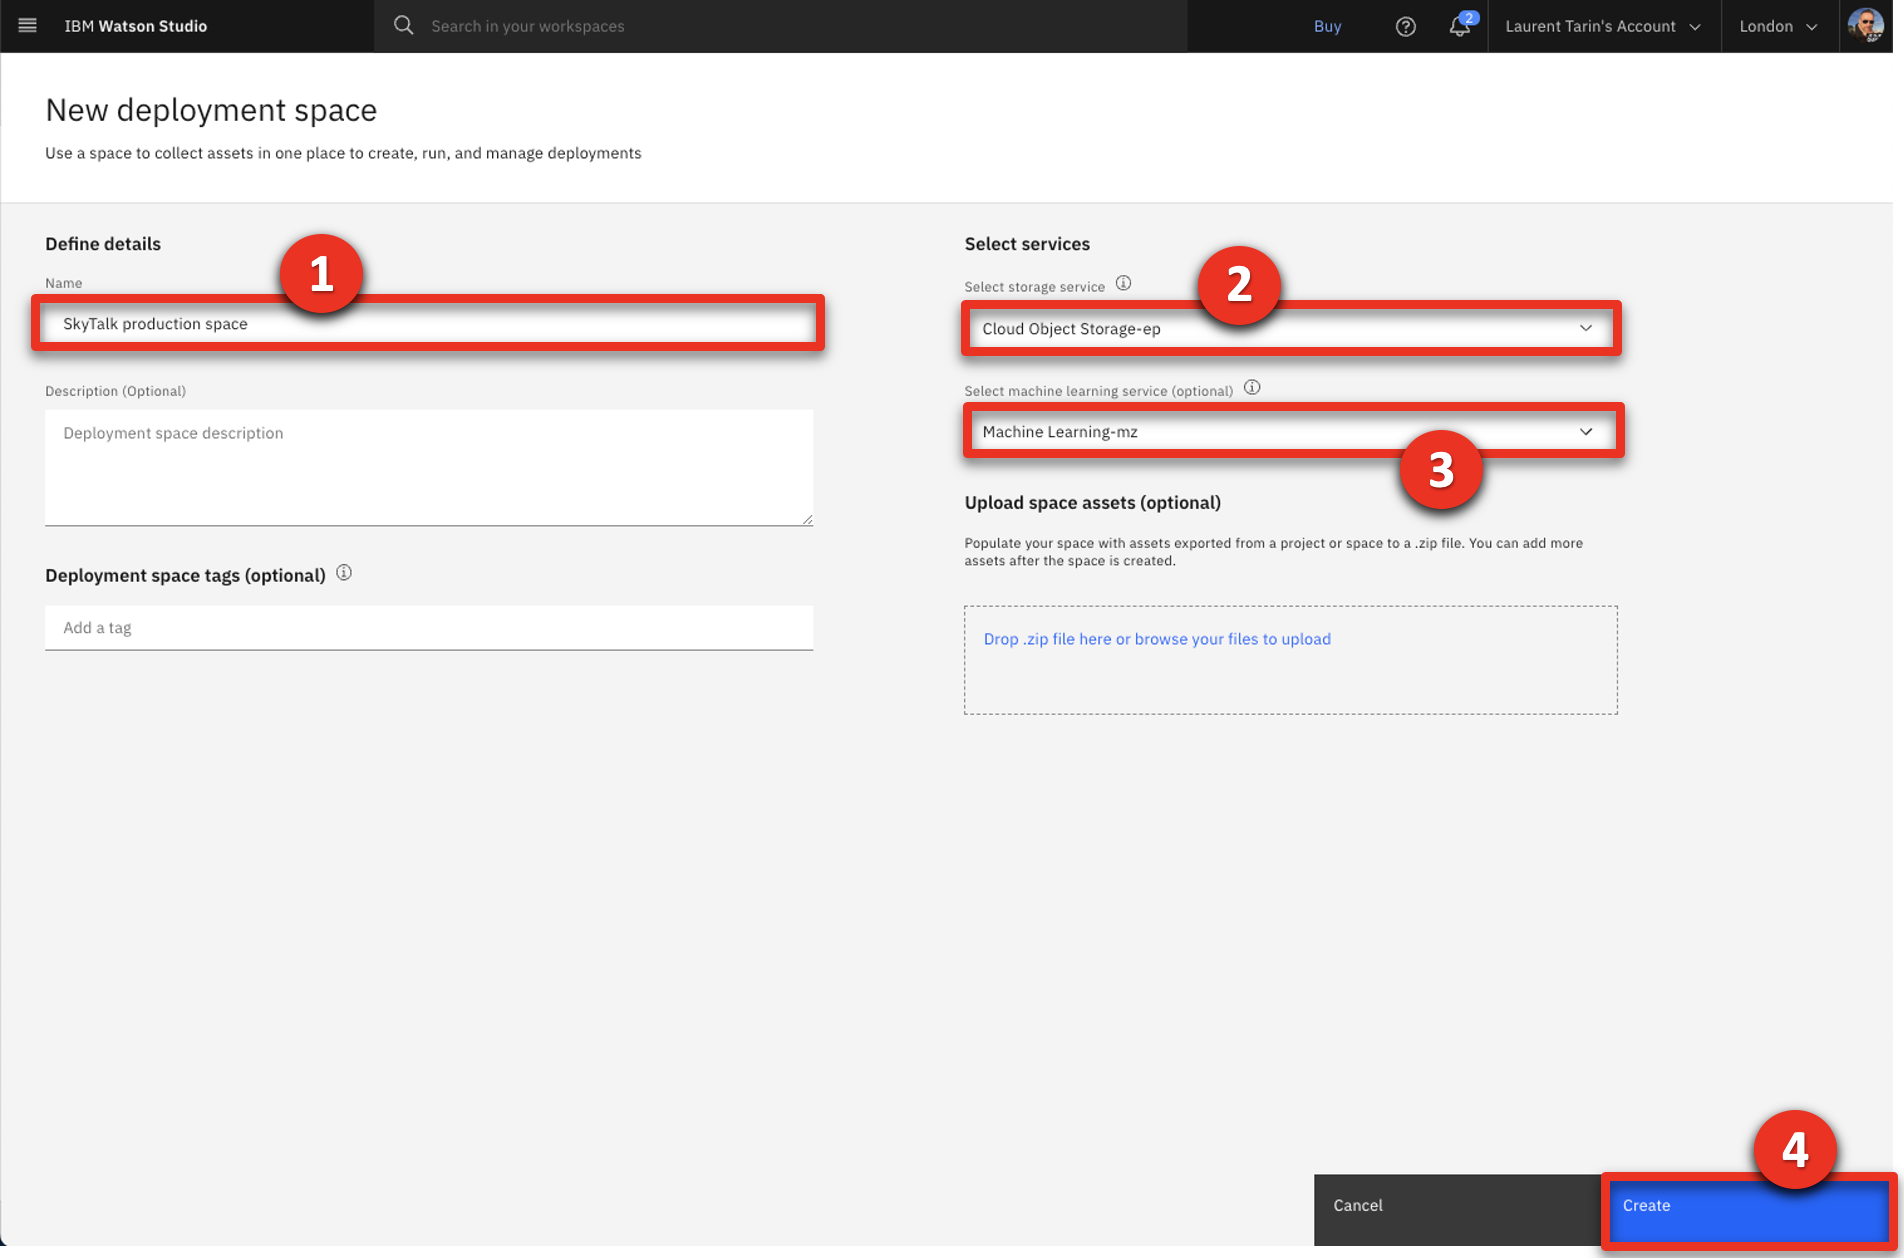 IBM Watson Studio
Search in your workspaces
Buy
2
Laurent Tarin's Account
London
New deployment space
Use a space to collect assets in one place to create, run, and manage deployments
Define details
1
Name
SkyTalk production space
Description (Optional)
Deployment space description
Deployment space tags (optional)
Add a tag
Select services
2
Select storage service
Cloud Object Storage-ep
Select machine learning service (optional)
Machine Learning-mz
3
Upload space assets (optional)
Populate your space with assets exported from a project or space to a .zip file. You can add more
assets after the space is created.
Drop .zip file here or browse your files to upload
4
Cancel
Create